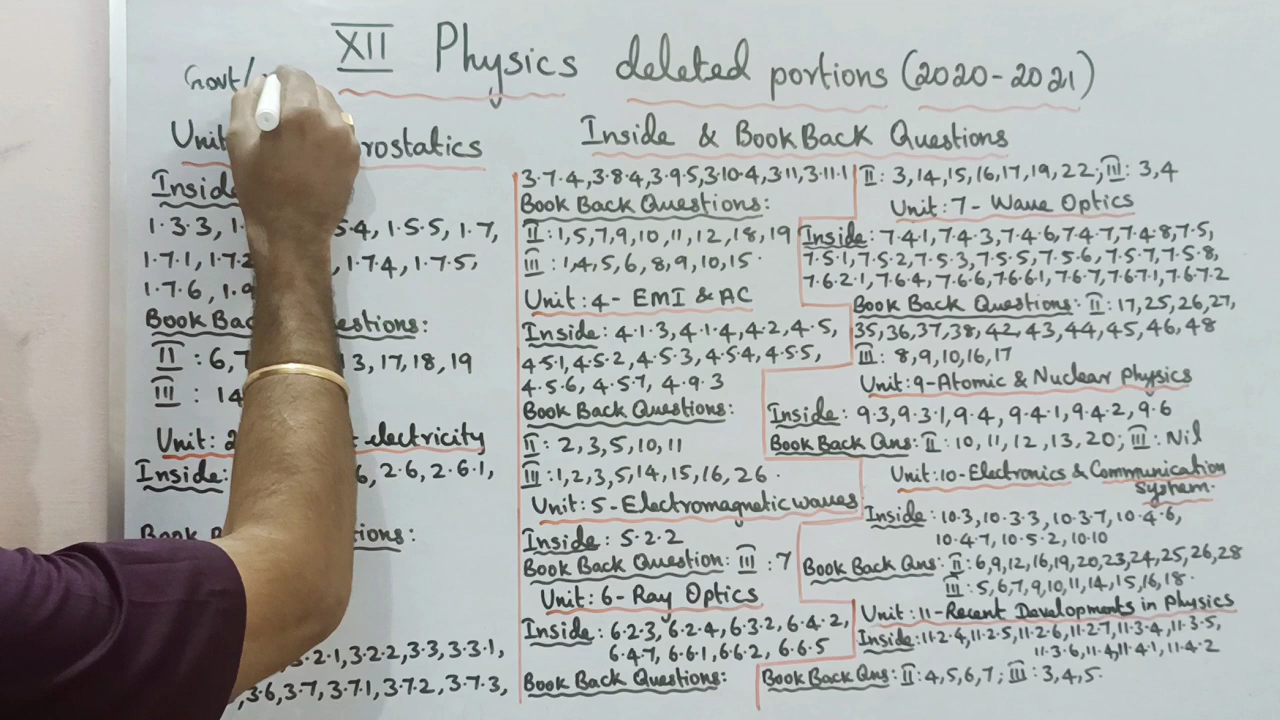 XII Physics deleted portions (2020-2021)
Govt/
Inside & Book Back Questions
Unit rostatics
Inside
1.3.3, 1. 5.4, 1.5.5, 1.7,
1.7.1, 1.7.2 , 1.7.4, 1.7.5,
1.7.6, 1.9
Book Bac estions:
II : 6, 7 3, 17, 18, 19
III : 14
Unit: 2 electricity
Inside: 6, 2.6, 2.6.1,
Book B ions:
3.2.1, 3.2.2, 3.3, 3.3.1,
3.6, 3.7, 3.7.1, 3.7.2, 3.7.3,
3.7.4, 3.8.4, 3.9.5, 3.10.4, 3.11, 3.11.1
Book Back Questions:
II : 1, 5, 7, 9, 10, 11, 12, 18, 19
III : 1, 4, 5, 6, 8, 9, 10, 15.
Unit: 4 - EMI & AC
Inside: 4.1.3, 4.1.4, 4.2, 4.5,
4.5.1, 4.5.2, 4.5.3, 4.5.4, 4.5.5,
4.5.6, 4.5.7, 4.9.3
Book Back Questions:
II : 2, 3, 5, 10, 11
III : 1, 2, 3, 5, 14, 15, 16, 26.
Unit: 5 - Electromagnetic waves
Inside: 5.2.2
Book Back Question: III : 7
Unit: 6 - Ray Optics
Inside: 6.2.3, 6.2.4, 6.3.2, 6.4.2,
6.4.7, 6.6.1, 6.6.2, 6.6.5
Book Back Questions:
II : 3, 14, 15, 16, 17, 19, 22; III : 3, 4
Unit: 7 - Wave Optics
Inside: 7.4.1, 7.4.3, 7.4.6, 7.4.7, 7.4.8, 7.5,
7.5.1, 7.5.2, 7.5.3, 7.5.5, 7.5.6, 7.5.7, 7.5.8,
7.6.2.1, 7.6.4, 7.6.6, 7.6.6.1, 7.6.7, 7.6.7.1, 7.6.7.2
Book Back Questions: II : 17, 25, 26, 27,
35, 36, 37, 38, 42, 43, 44, 45, 46, 48
III : 8, 9, 10, 16, 17
Unit: 9 - Atomic & Nuclear Physics
Inside: 9.3, 9.3.1, 9.4, 9.4.1, 9.4.2, 9.6
Book Back Qns: II : 10, 11, 12, 13, 20; III : Nil
Unit: 10 - Electronics & Communication
System.
Inside: 10.3, 10.3.3, 10.3.7, 10.4.6,
10.4.7, 10.5.2, 10.10
Book Back Qns: II : 6, 9, 12, 16, 19, 20, 23, 24, 25, 26, 28
III : 5, 6, 7, 9, 10, 11, 14, 15, 16, 18.
Unit: 11 - Recent Developments in Physics
Inside: 11.2.4, 11.2.5, 11.2.6, 11.2.7, 11.3.4, 11.3.5,
11.3.6, 11.4, 11.4.1, 11.4.2
Book Back Qns: II : 4, 5, 6, 7 ; III : 3, 4, 5.